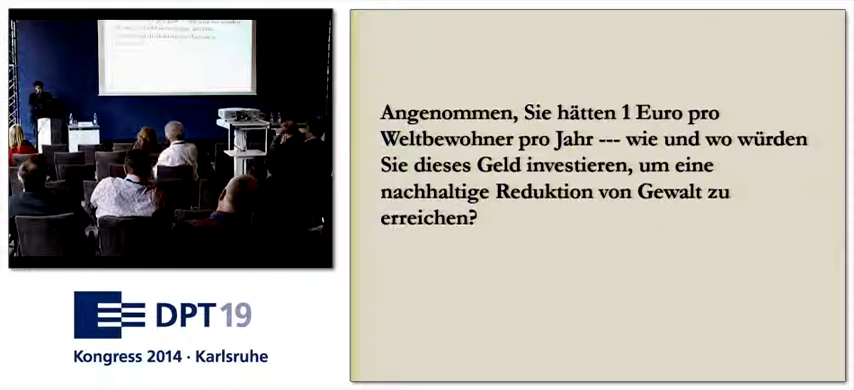 Angenommen, Sie hätten 1 Euro pro
Weltbewohner pro Jahr --- wie und wo würden
Sie dieses Geld investieren, um eine
nachhaltige Reduktion von Gewalt zu
erreichen?
DPT 19
Kongress 2014 · Karlsruhe